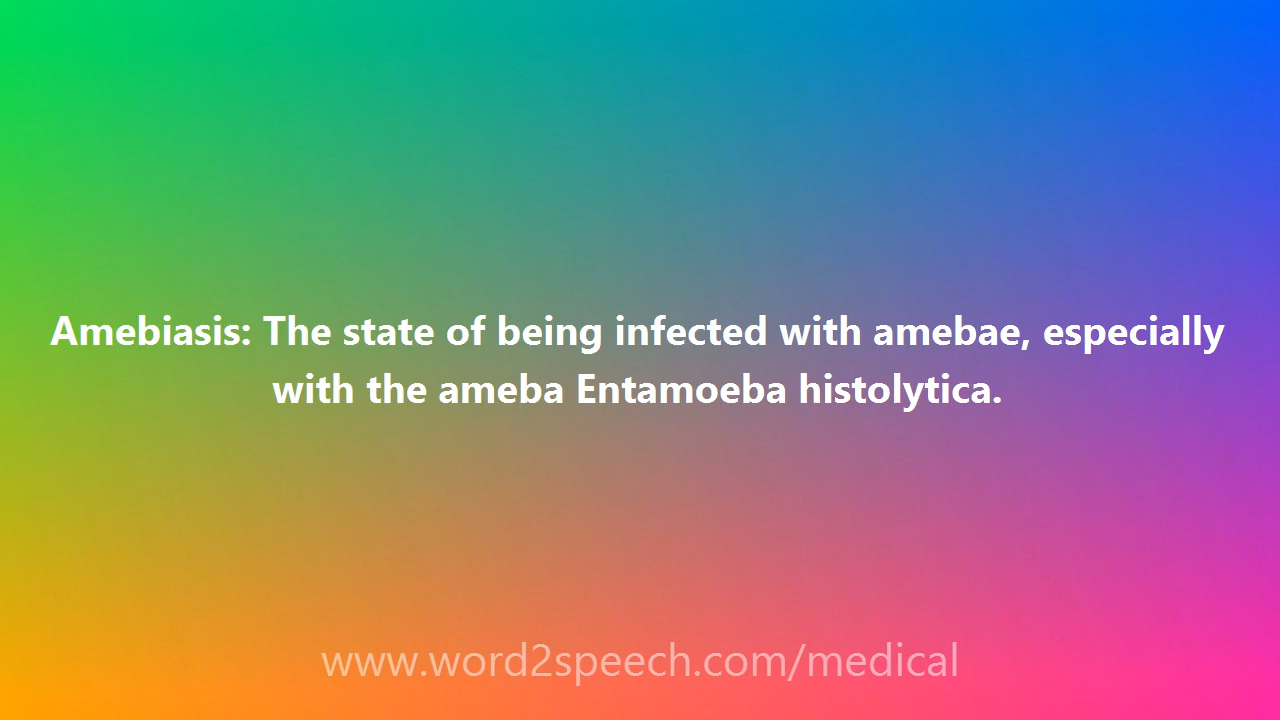 Amebiasis: The state of being infected with amebae, especially
with the ameba Entamoeba histolytica.
www.word2speech.com/medical